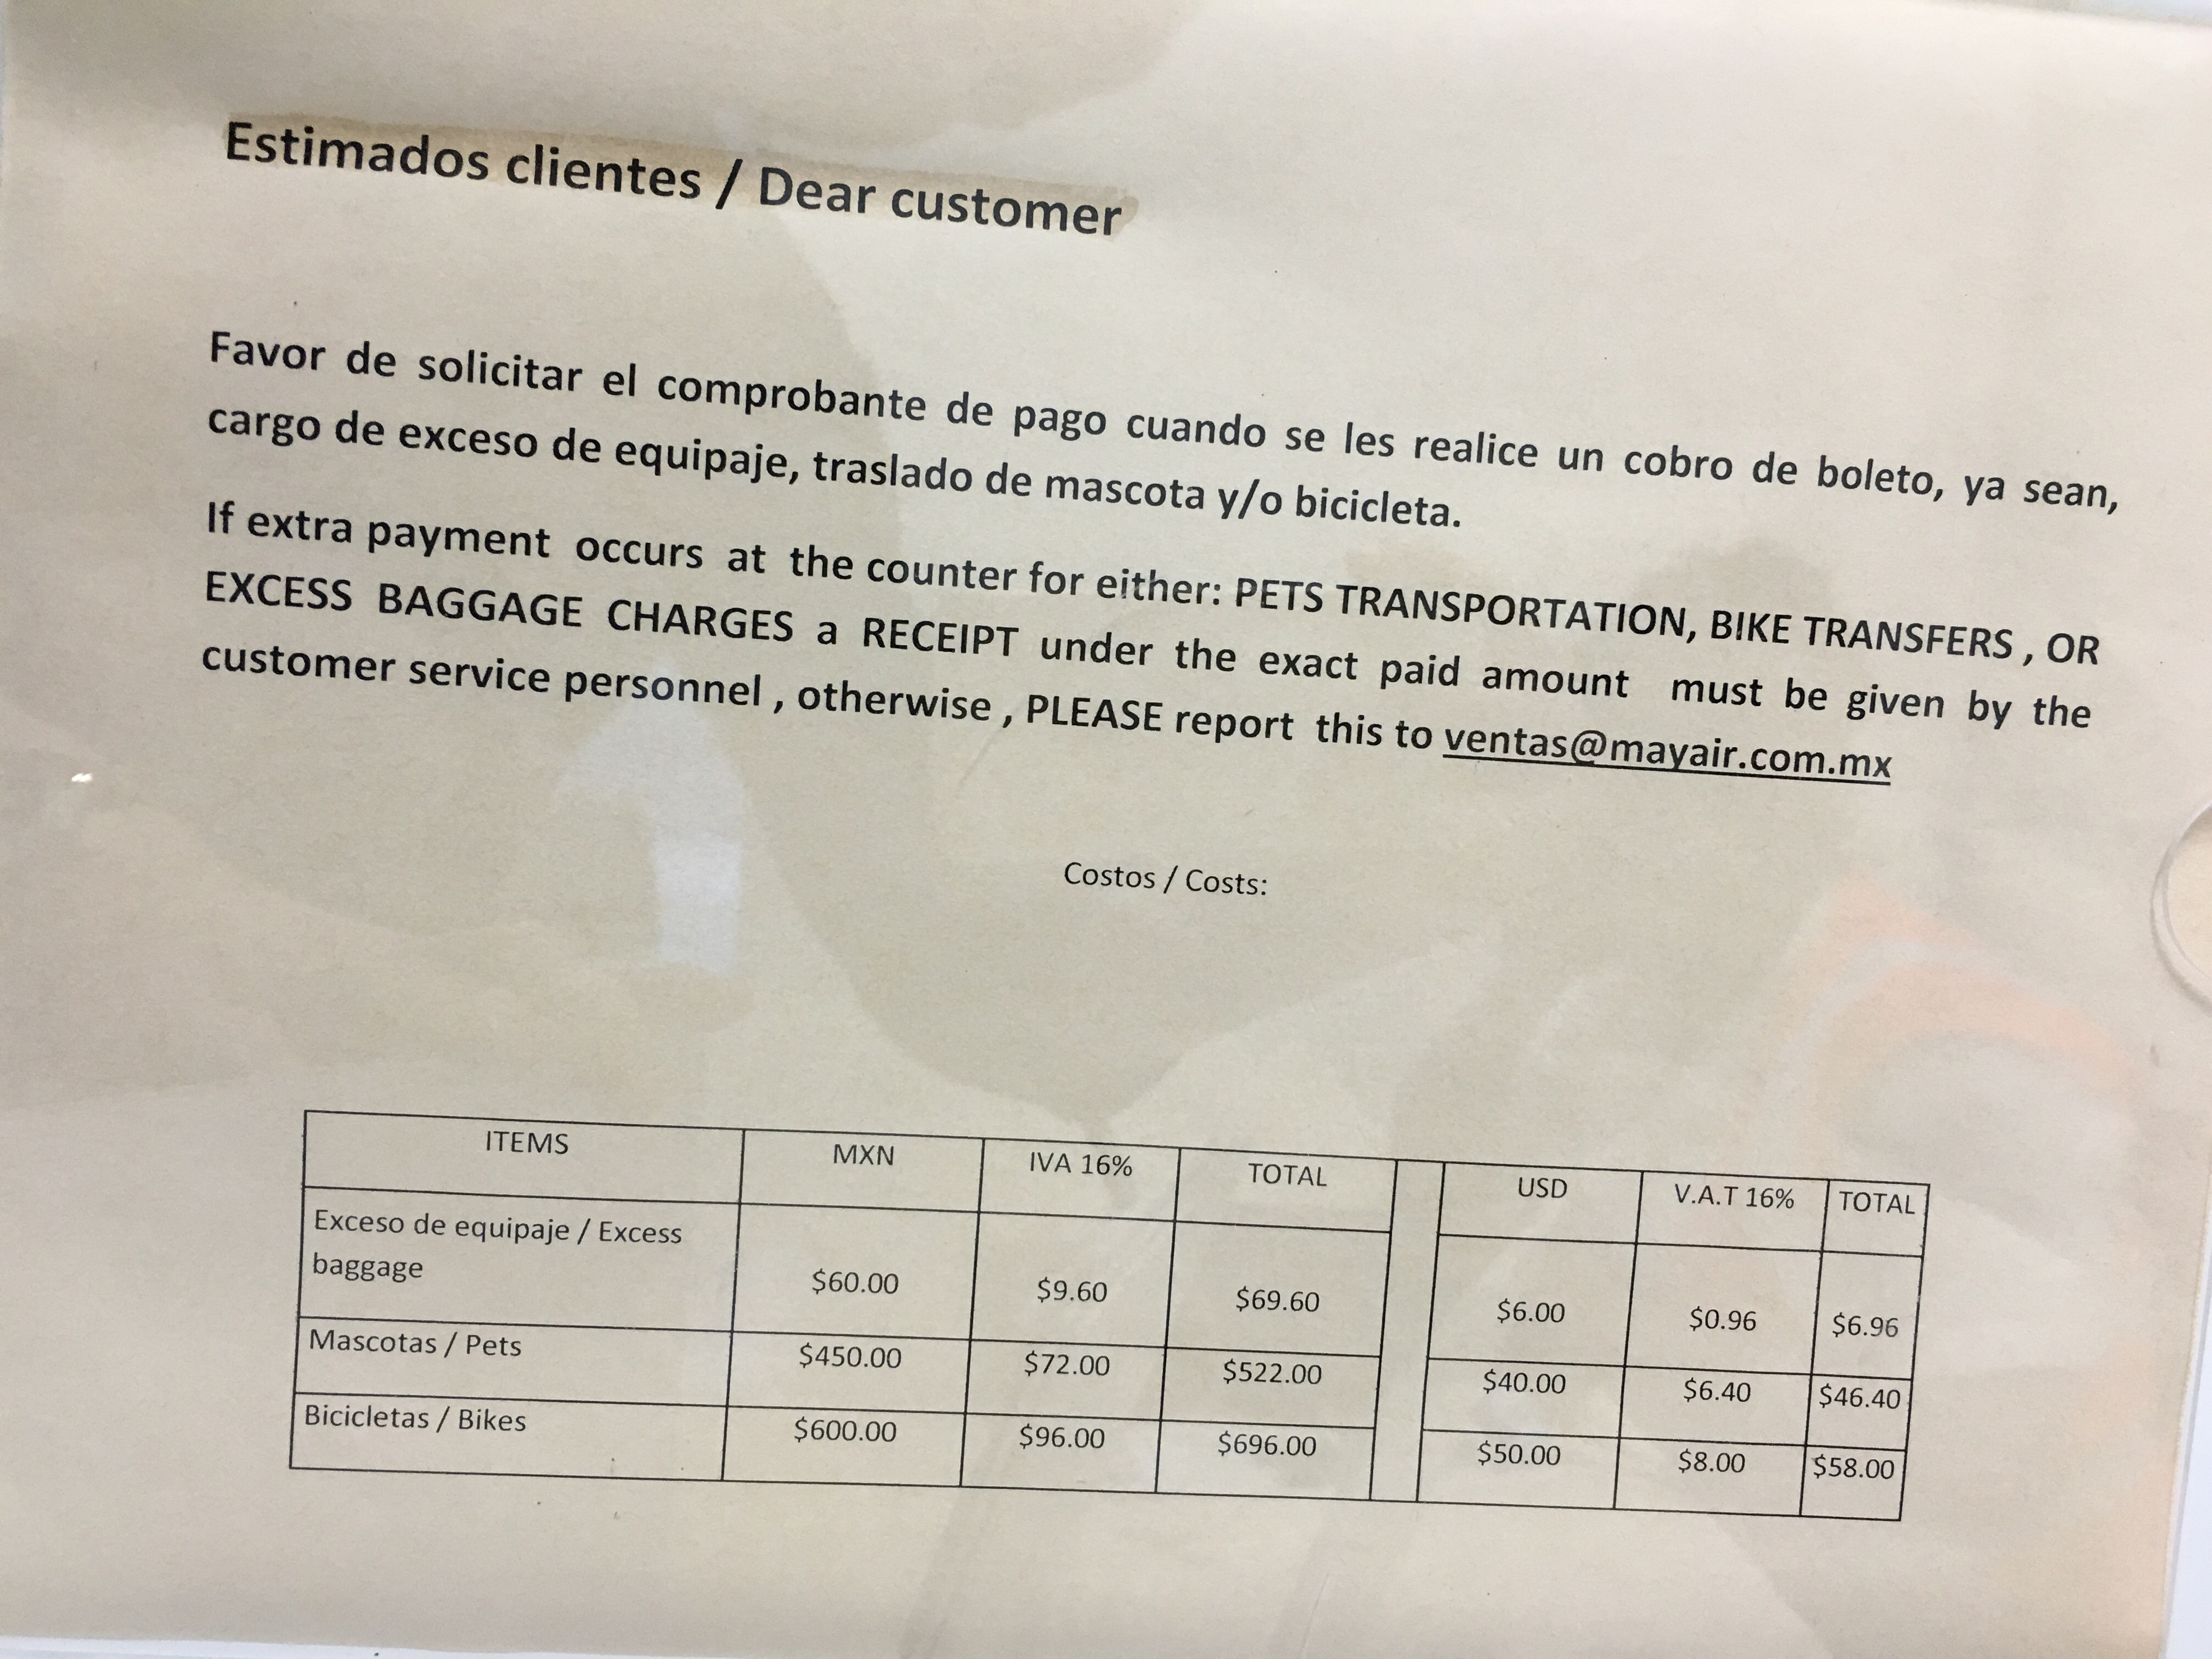 Estimados clientes / Dear customer
Favor de solicitar el comprobante de pago cuando se les realice un cobro de boleto, ya sean,
cargo de exceso de equipaje, traslado de mascota y/o bicicleta.
If extra payment occurs at the counter for either: PETS TRANSPORTATION, BIKE TRANSFERS , OR
EXCESS BAGGAGE CHARGES a RECEIPT under the exact paid amount must be given by the
customer service personnel , otherwise , PLEASE report this to ventas@mayair.com.mx
Costos / Costs:
ITEMS MXN IVA 16% TOTAL USD V.A.T 16% TOTAL
Exceso de equipaje / Excess
baggage $60.00 $9.60 $69.60 $6.00 $0.96 $6.96
Mascotas / Pets $450.00 $72.00 $522.00 $40.00 $6.40 $46.40
Bicicletas / Bikes $600.00 $96.00 $696.00 $50.00 $8.00 $58.00